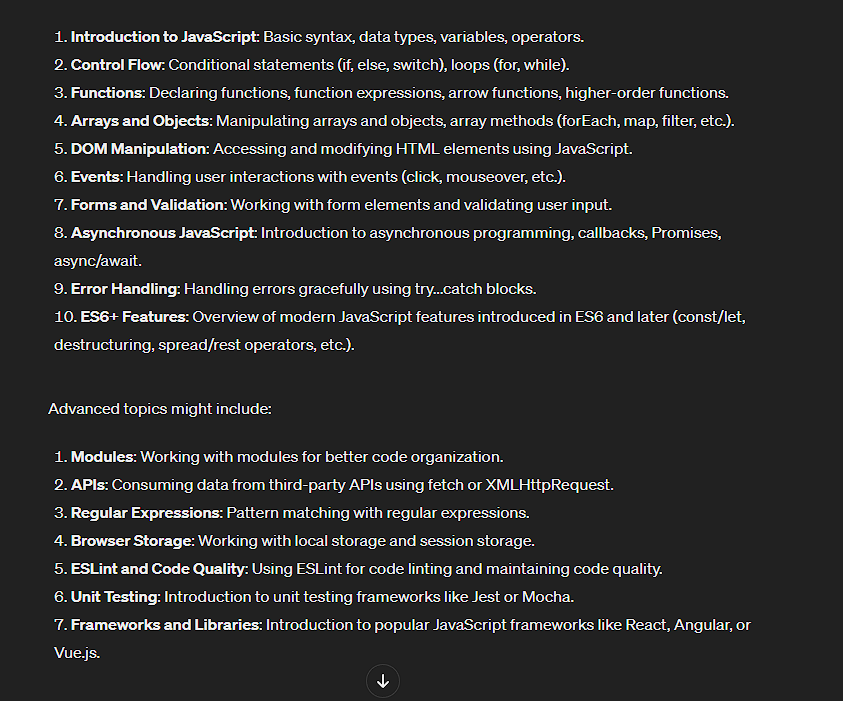 1. Introduction to JavaScript: Basic syntax, data types, variables, operators.
2. Control Flow: Conditional statements (if, else, switch), loops (for, while).
3. Functions: Declaring functions, function expressions, arrow functions, higher-order functions.
4. Arrays and Objects: Manipulating arrays and objects, array methods (forEach, map, filter, etc.).
5. DOM Manipulation: Accessing and modifying HTML elements using JavaScript.
6. Events: Handling user interactions with events (click, mouseover, etc.).
7. Forms and Validation: Working with form elements and validating user input.
8. Asynchronous JavaScript: Introduction to asynchronous programming, callbacks, Promises,
async/await.
9. Error Handling: Handling errors gracefully using try...catch blocks.
10. ES6+ Features: Overview of modern JavaScript features introduced in ES6 and later (const/let,
destructuring, spread/rest operators, etc.).
Advanced topics might include:
1. Modules: Working with modules for better code organization.
2. APIs: Consuming data from third-party APIs using fetch or XMLHttpRequest.
3. Regular Expressions: Pattern matching with regular expressions.
4. Browser Storage: Working with local storage and session storage.
5. ESLint and Code Quality: Using ESLint for code linting and maintaining code quality.
6. Unit Testing: Introduction to unit testing frameworks like Jest or Mocha.
7. Frameworks and Libraries: Introduction to popular JavaScript frameworks like React, Angular, or
Vue.js.